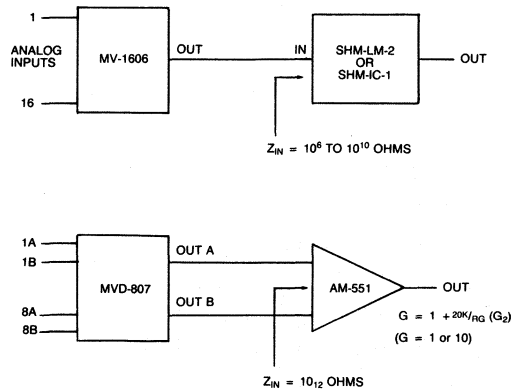 1
ANALOG
INPUTS
16
MV-1606
OUT
IN
SHM-LM-2
OR
SHM-IC-1
OUT
Z_IN = 10⁶ TO 10¹⁰ OHMS
1A
1B
8A
8B
MVD-807
OUT A
OUT B
AM-551
OUT
G = 1 + 20K/RG (G₂)
(G = 1 or 10)
Z_IN = 10₁₂ OHMS